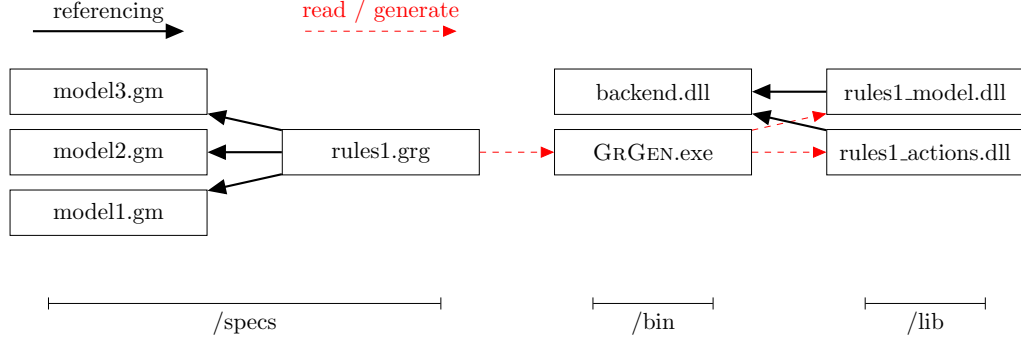 referencing
read / generate
model3.gm
backend.dll
rules1_model.dll
model2.gm
rules1.grg
GRGEN.exe
rules1_actions.dll
model1.gm
/specs
/bin
/lib